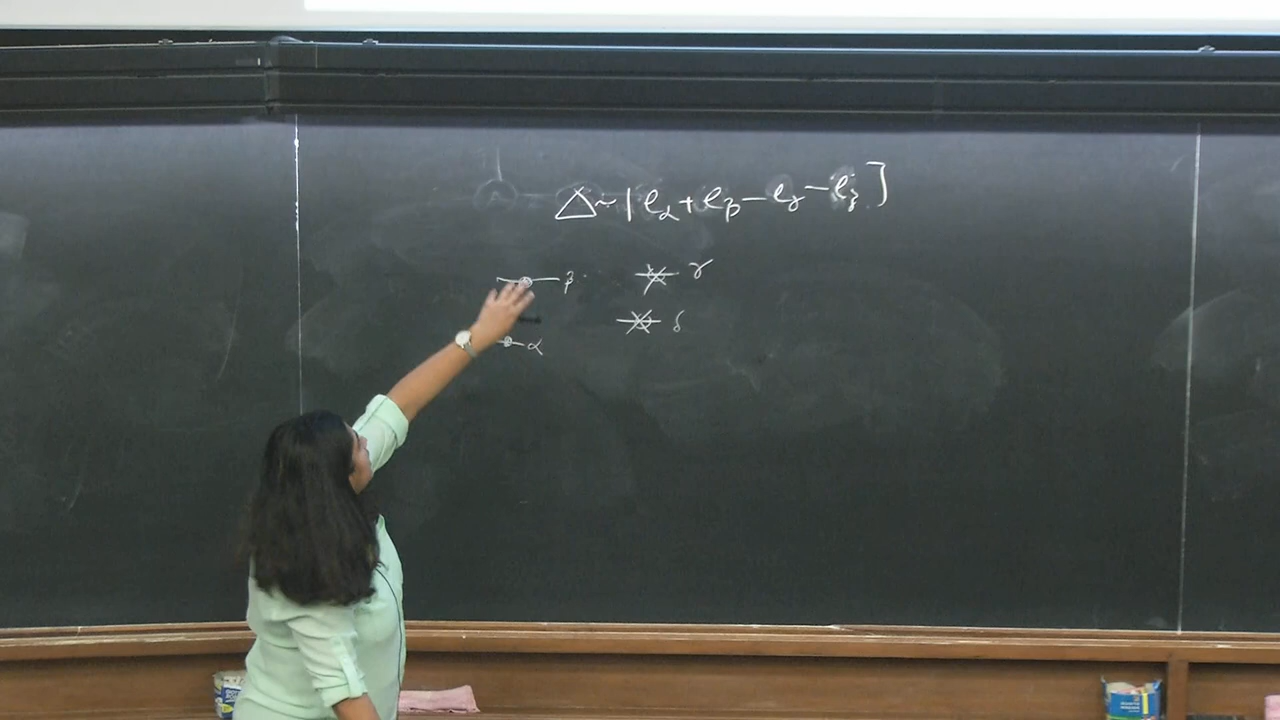 Δ ~ | e_α + e_β - e_γ - e_δ ]
β γ
δ
α